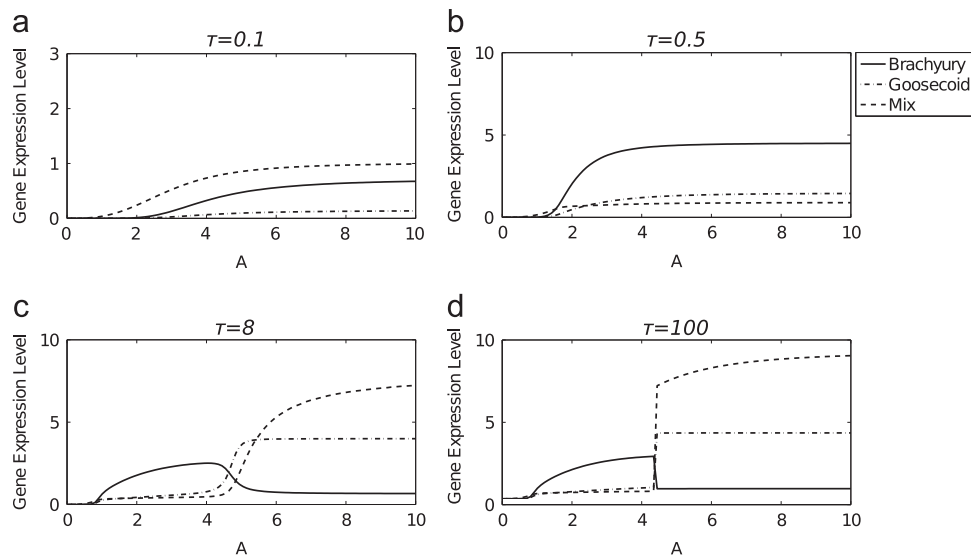 a
τ=0.1
Gene Expression Level
3
2
1
0
0 2 4 6 8 10
A
b
τ=0.5
Gene Expression Level
10
5
0
0 2 4 6 8 10
A
Brachyury
Goosecoid
Mix
c
τ=8
Gene Expression Level
10
5
0
0 2 4 6 8 10
A
d
τ=100
Gene Expression Level
10
5
0
0 2 4 6 8 10
A